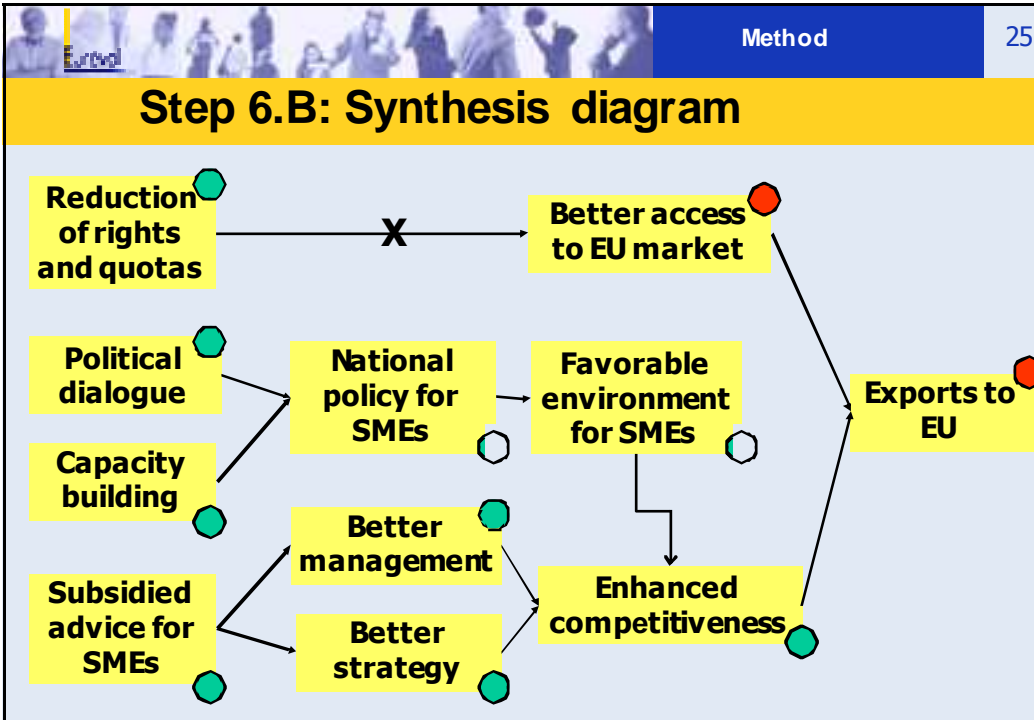 Method
25
Step 6.B: Synthesis diagram
Reduction
of rights
and quotas
X
Better access
to EU market
Political
dialogue
National
policy for
SMEs
Favorable
environment
for SMEs
Exports to
EU
Capacity
building
Better
management
Subsidied
advice for
SMEs
Better
strategy
Enhanced
competitiveness